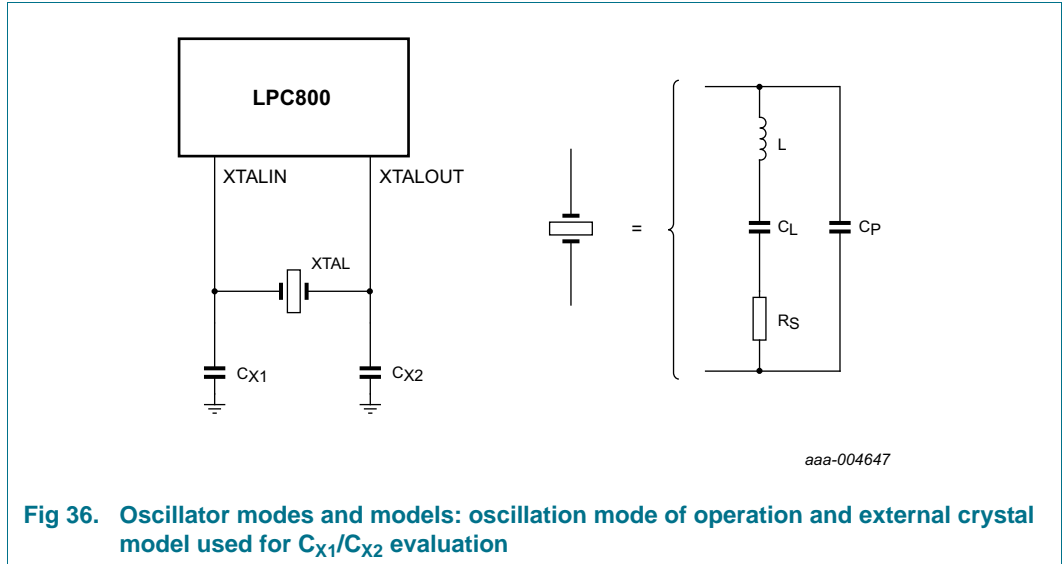 LPC800
XTALIN
XTALOUT
XTAL
CX1
CX2
=
L
CL
CP
RS
aaa-004647
Fig 36. Oscillator modes and models: oscillation mode of operation and external crystal
model used for CX1/CX2 evaluation